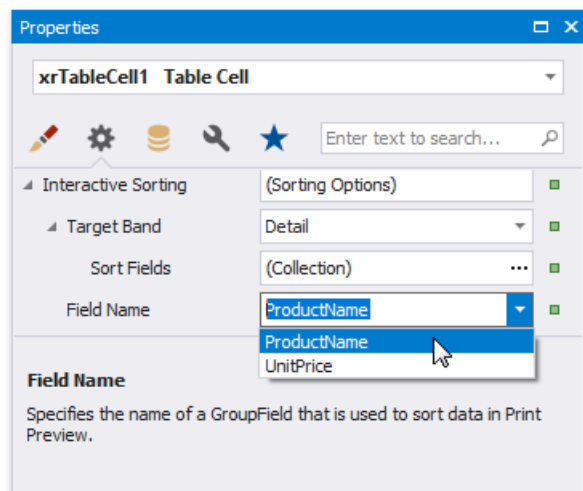 Properties
xrTableCell1 Table Cell
Enter text to search...
Interactive Sorting (Sorting Options)
Target Band Detail
Sort Fields (Collection) ...
Field Name ProductName
ProductName
UnitPrice
Field Name
Specifies the name of a GroupField that is used to sort data in Print
Preview.